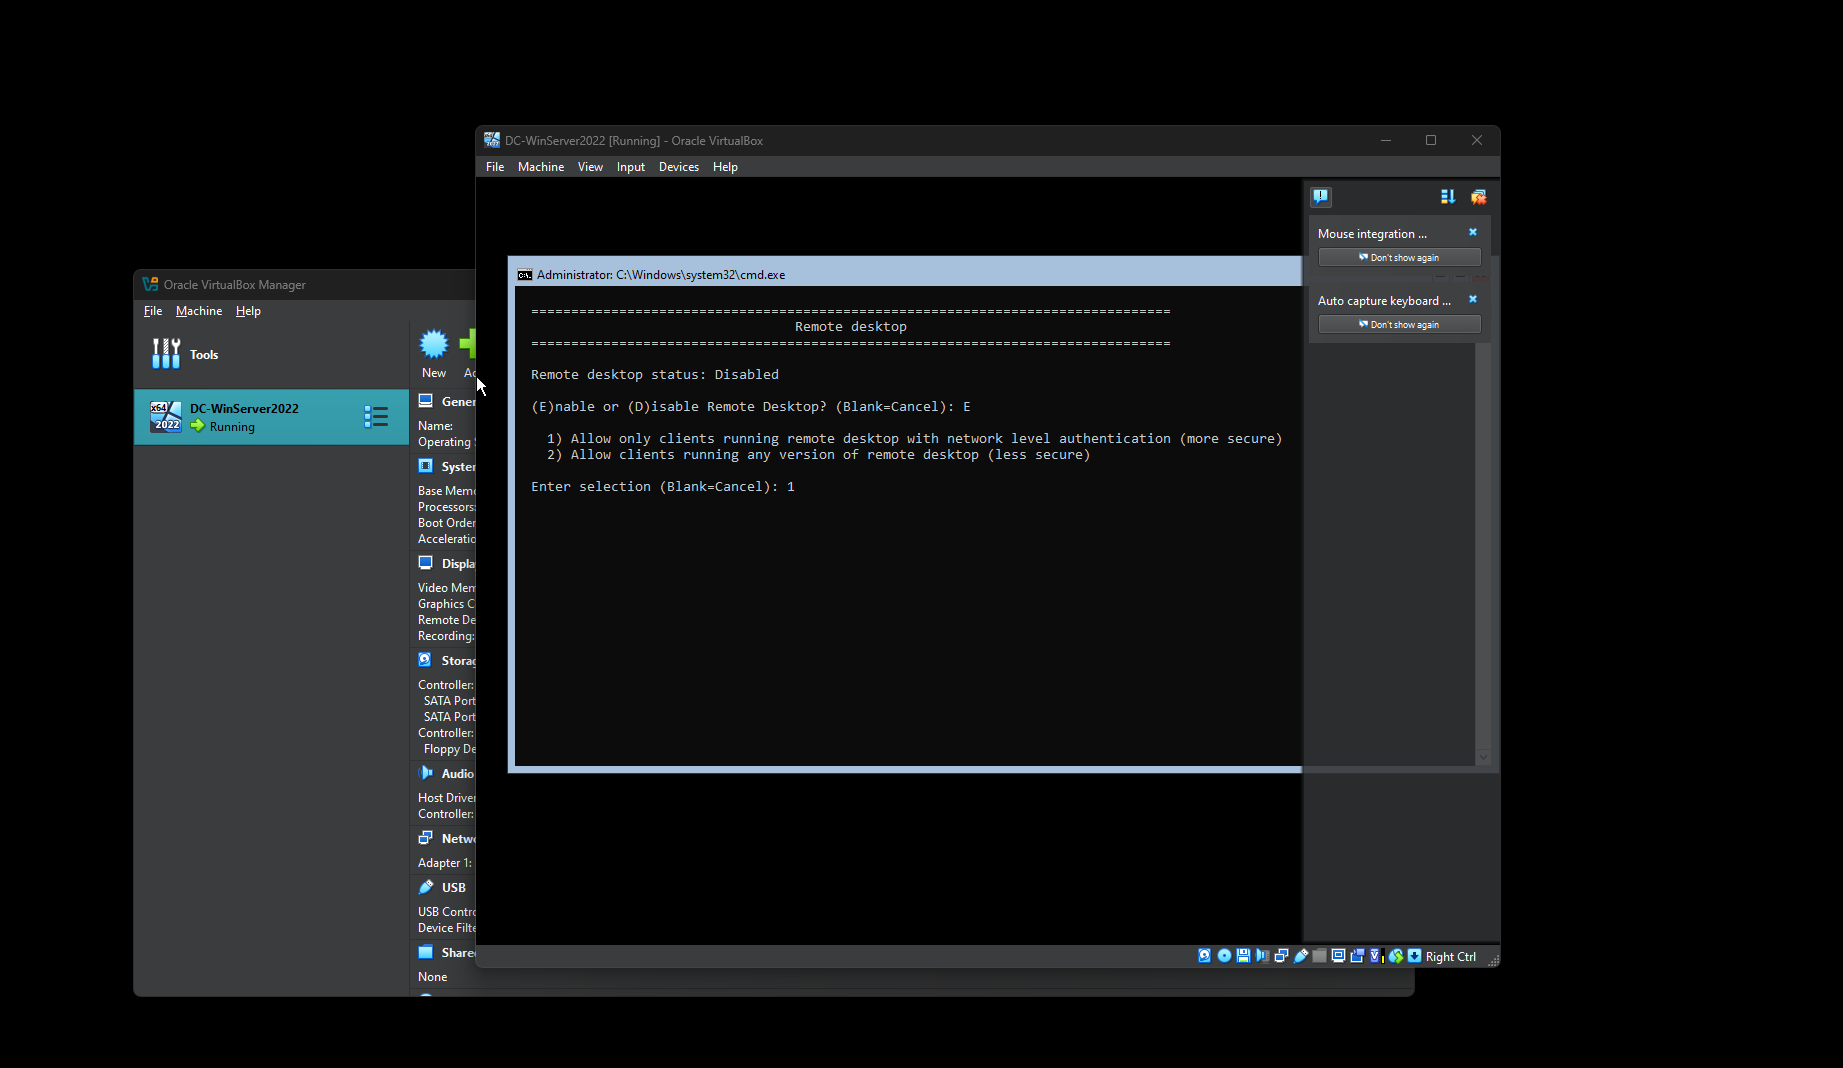 DC-WinServer2022 [Running] - Oracle VirtualBox
File Machine View Input Devices Help
Mouse integration ...
Don't show again
Auto capture keyboard ...
Don't show again
Administrator: C:\Windows\system32\cmd.exe
================================================================================
Remote desktop
================================================================================
Remote desktop status: Disabled
(E)nable or (D)isable Remote Desktop? (Blank=Cancel): E
1) Allow only clients running remote desktop with network level authentication (more secure)
2) Allow clients running any version of remote desktop (less secure)
Enter selection (Blank=Cancel): 1
Right Ctrl
Oracle VirtualBox Manager
File Machine Help
Tools
DC-WinServer2022
Running
x64
2022
New
Ad
Gener
Name:
Operating
System
Base Memo
Processors:
Boot Order
Acceleratio
Displa
Video Mem
Graphics C
Remote De
Recording:
Storag
Controller:
SATA Port
SATA Port
Controller:
Floppy De
Audio
Host Driver
Controller:
Netwo
Adapter 1:
USB
USB Contro
Device Filte
Share
None